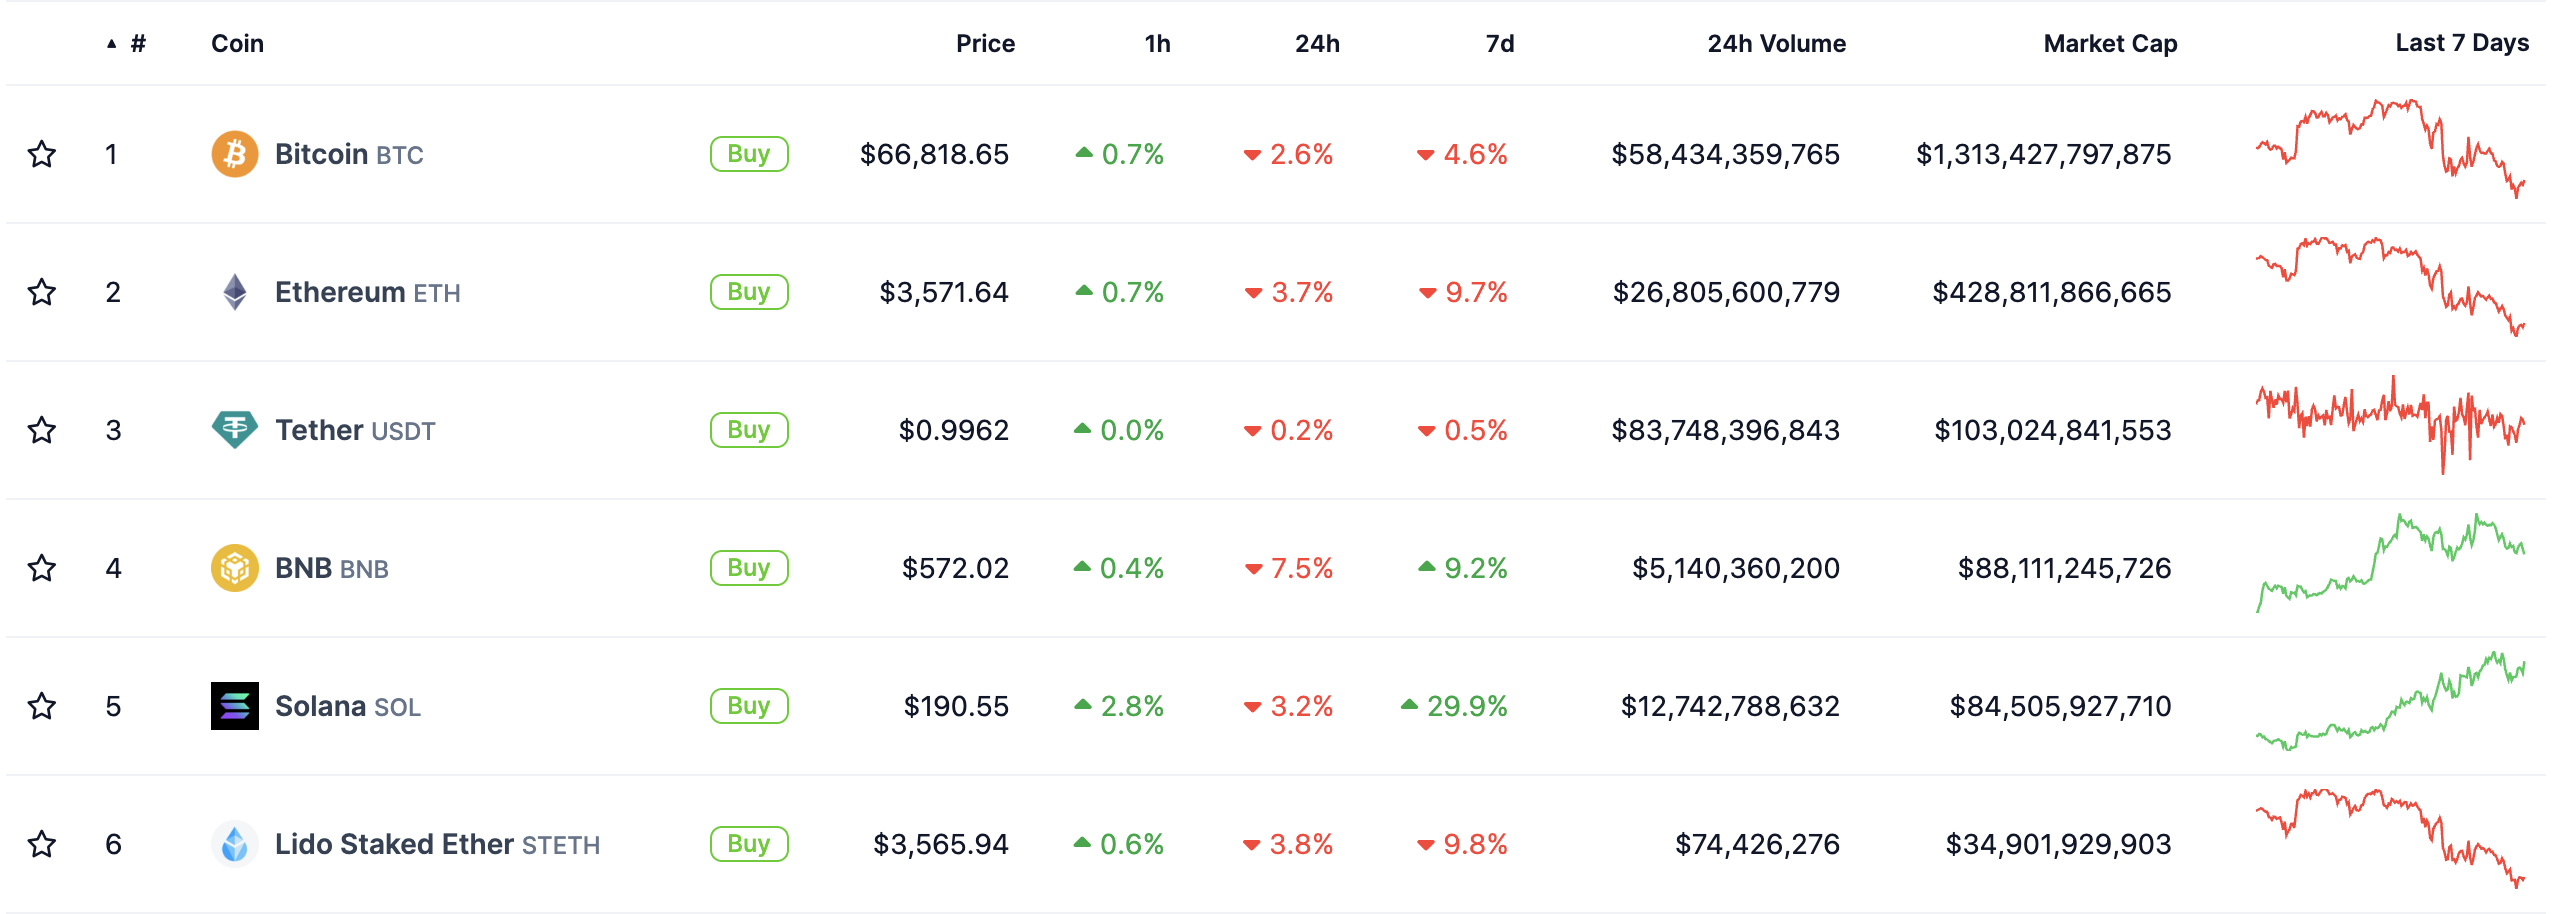 ▲ # Coin Price 1h 24h 7d 24h Volume Market Cap Last 7 Days
1 Bitcoin BTC Buy $66,818.65 ▲ 0.7% ▼ 2.6% ▼ 4.6% $58,434,359,765 $1,313,427,797,875
2 Ethereum ETH Buy $3,571.64 ▲ 0.7% ▼ 3.7% ▼ 9.7% $26,805,600,779 $428,811,866,665
3 Tether USDT Buy $0.9962 ▲ 0.0% ▼ 0.2% ▼ 0.5% $83,748,396,843 $103,024,841,553
4 BNB BNB Buy $572.02 ▲ 0.4% ▼ 7.5% ▲ 9.2% $5,140,360,200 $88,111,245,726
5 Solana SOL Buy $190.55 ▲ 2.8% ▼ 3.2% ▲ 29.9% $12,742,788,632 $84,505,927,710
6 Lido Staked Ether STETH Buy $3,565.94 ▲ 0.6% ▼ 3.8% ▼ 9.8% $74,426,276 $34,901,929,903